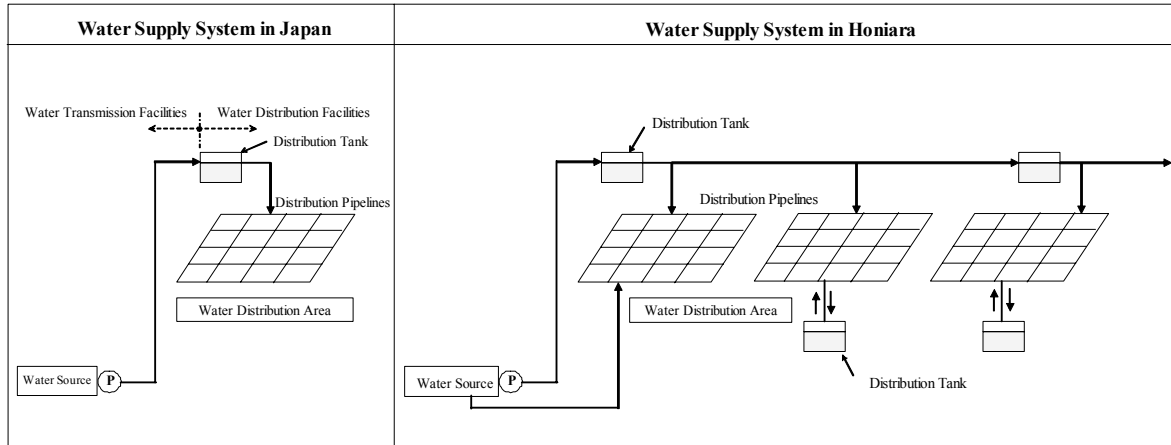 Water Supply System in Japan
Water Supply System in Honiara
Water Transmission Facilities
Water Distribution Facilities
Distribution Tank
Distribution Pipelines
Water Distribution Area
Water Source
P
Distribution Tank
Distribution Pipelines
Water Distribution Area
Water Source
P
Distribution Tank